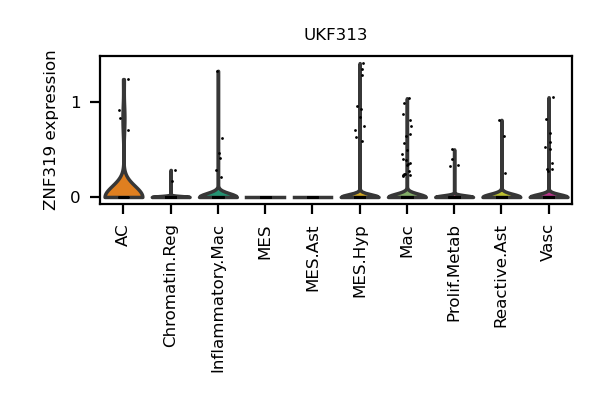 UKF313
ZNF319 expression
1
0
AC
Chromatin.Reg
Inflammatory.Mac
MES
MES.Ast
MES.Hyp
Mac
Prolif.Metab
Reactive.Ast
Vasc